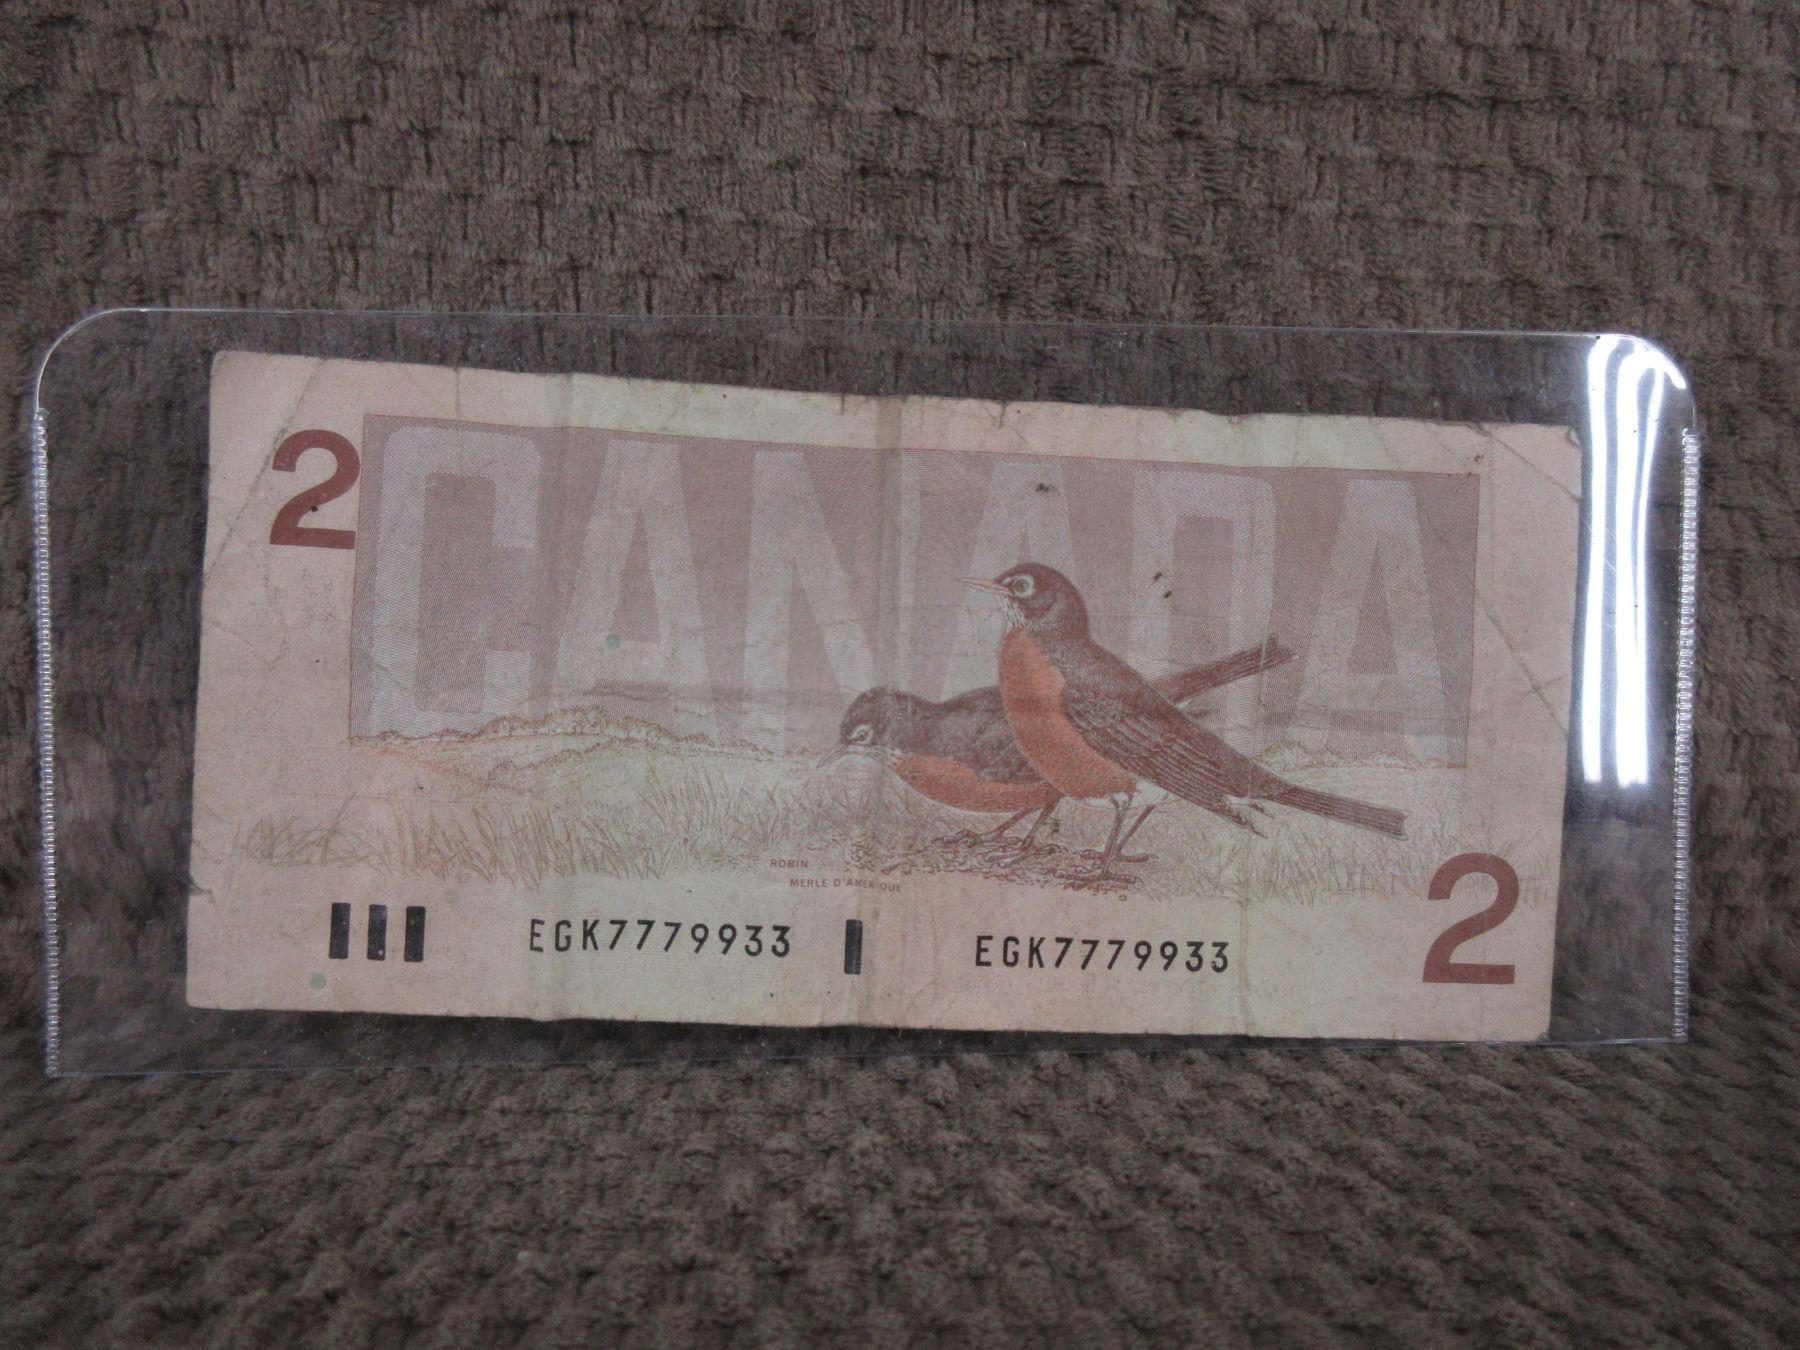 2
CANADA
ROBIN
MERLE D'AMÉRIQUE
EGK7779933 EGK7779933
2